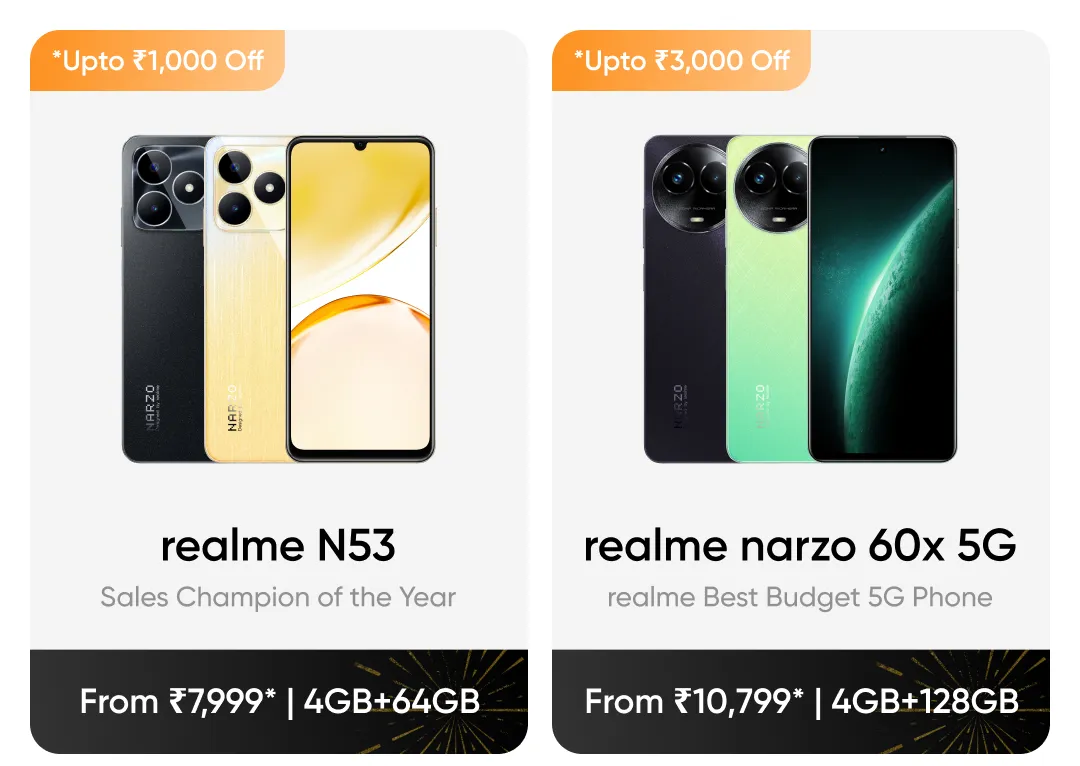 *Upto ₹1,000 Off
NARZO
NARZO
realme N53
Sales Champion of the Year
From ₹7,999* | 4GB+64GB
*Upto ₹3,000 Off
NARZO
NARZO
realme narzo 60x 5G
realme Best Budget 5G Phone
From ₹10,799* | 4GB+128GB